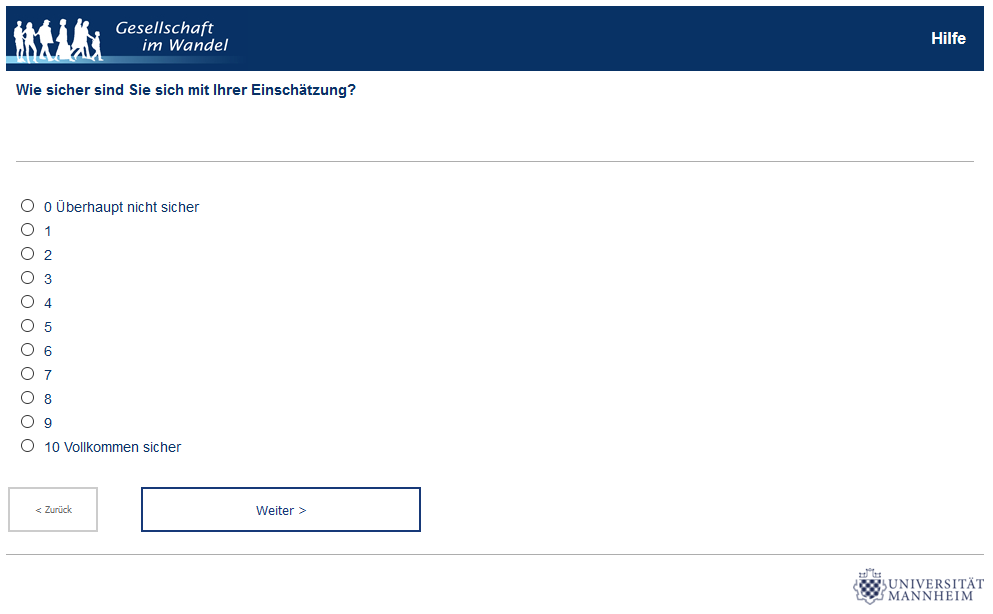 Gesellschaft
im Wandel
Hilfe
Wie sicher sind Sie sich mit Ihrer Einschätzung?
0 Überhaupt nicht sicher
1
2
3
4
5
6
7
8
9
10 Vollkommen sicher
< Zurück
Weiter >
UNIVERSITÄT
MANNHEIM